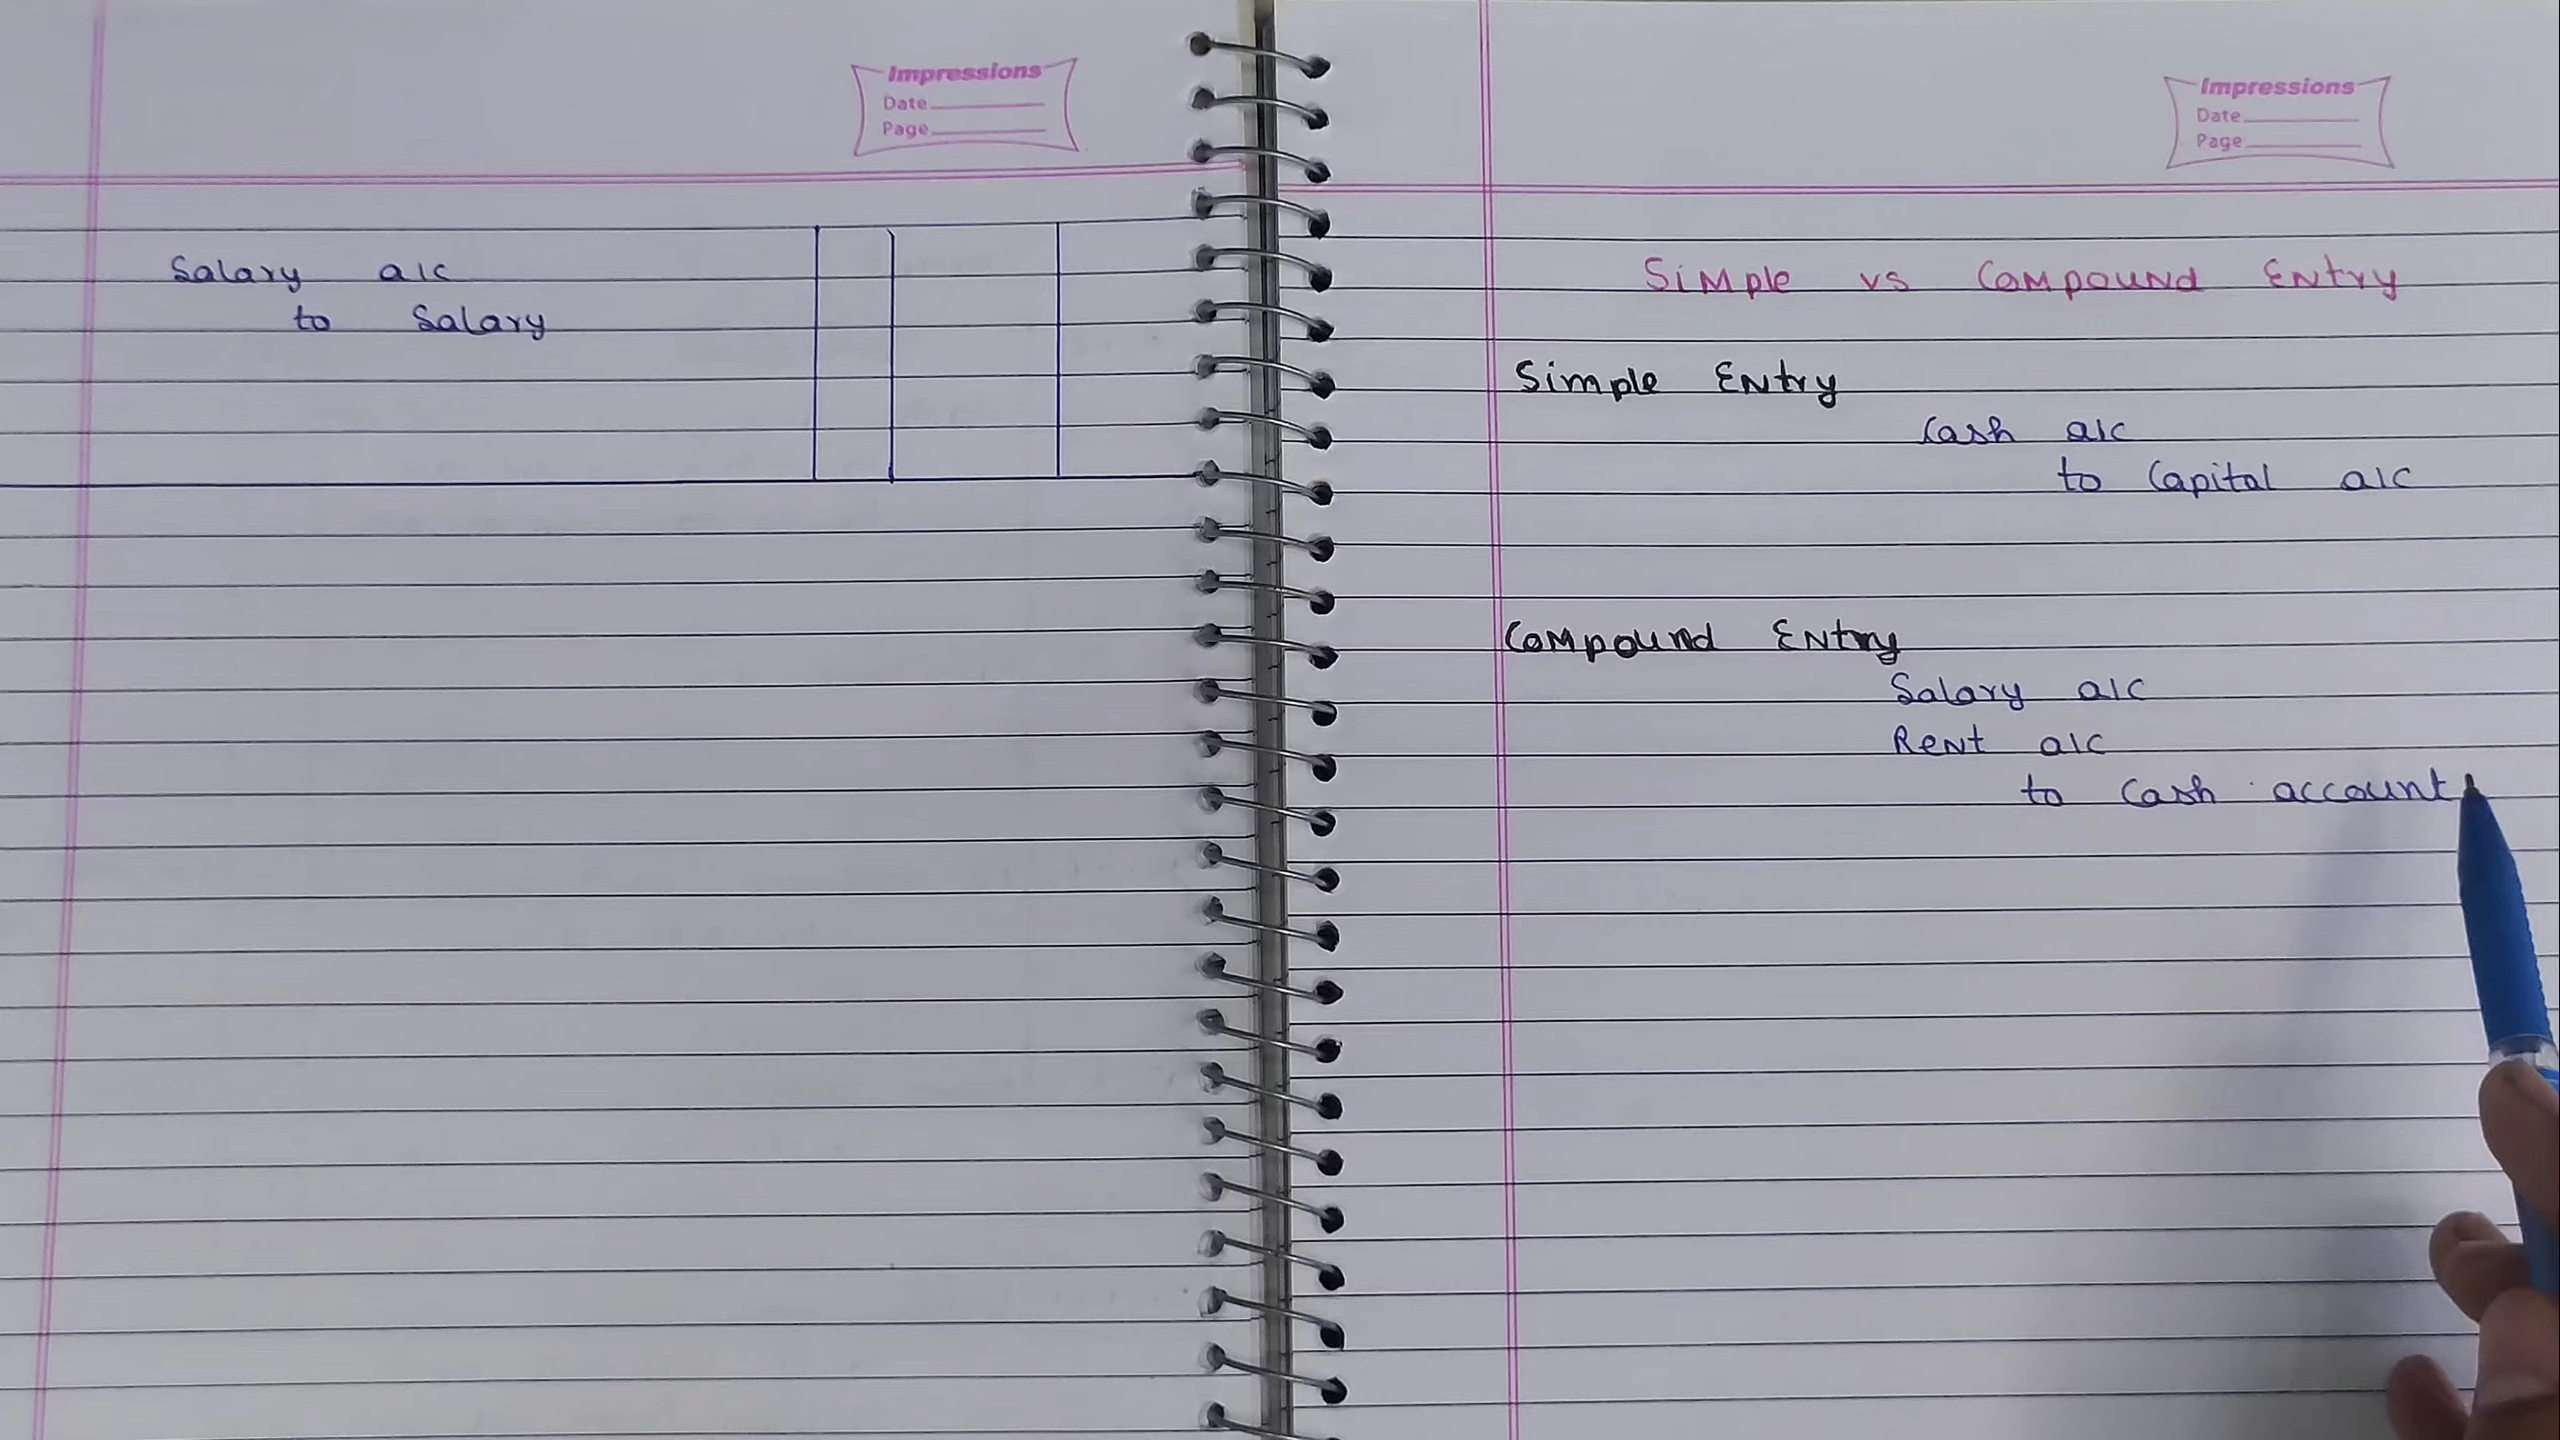 Impressions
Date
Page
Salary a/c
to Salary
Impressions
Date
Page
Simple vs Compound Entry
Simple Entry
Cash a/c
to Capital a/c
Compound Entry
Salary a/c
Rent a/c
to Cash account